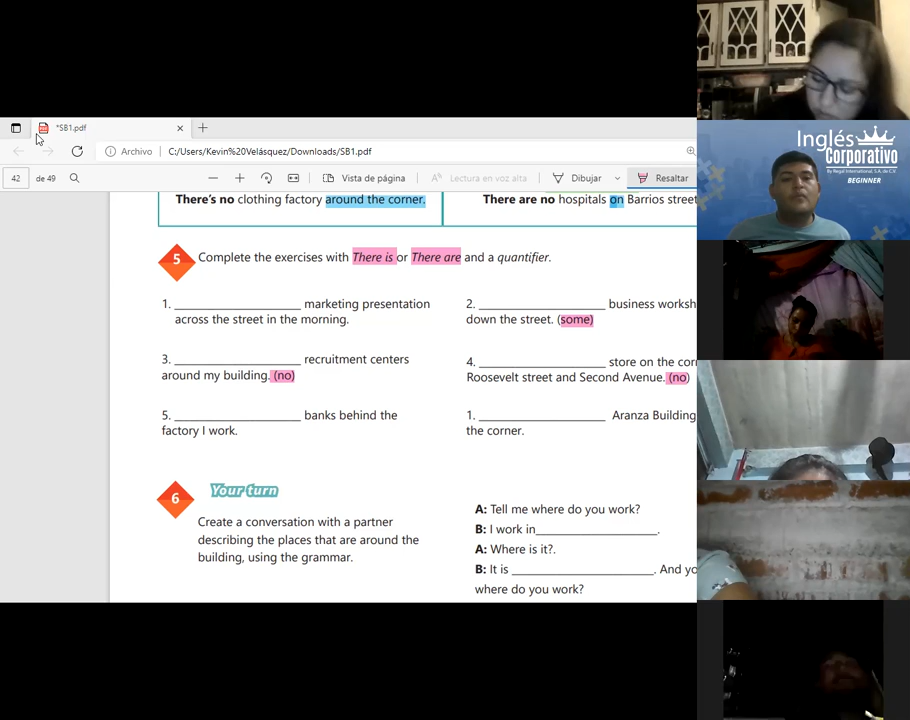 *SB1.pdf
Archivo C:/Users/Kevin%20Velásquez/Downloads/SB1.pdf
42 de 49 Vista de página Lectura en voz alta Dibujar Resaltar
There's no clothing factory around the corner.
There are no hospitals on Barrios street
5 Complete the exercises with There is or There are and a quantifier.
1. ____________________ marketing presentation
across the street in the morning.
2. ____________________ business worksh
down the street. (some)
3. ____________________ recruitment centers
around my building. (no)
4. ____________________ store on the corn
Roosevelt street and Second Avenue. (no)
5. ____________________ banks behind the
factory I work.
1. ____________________ Aranza Building
the corner.
6 Your turn
Create a conversation with a partner
describing the places that are around the
building, using the grammar.
A: Tell me where do you work?
B: I work in____________________.
A: Where is it?.
B: It is ______________________. And yo
where do you work?
Inglés
Corporativo
By Regal International, S.A. de C.V.
BEGINNER